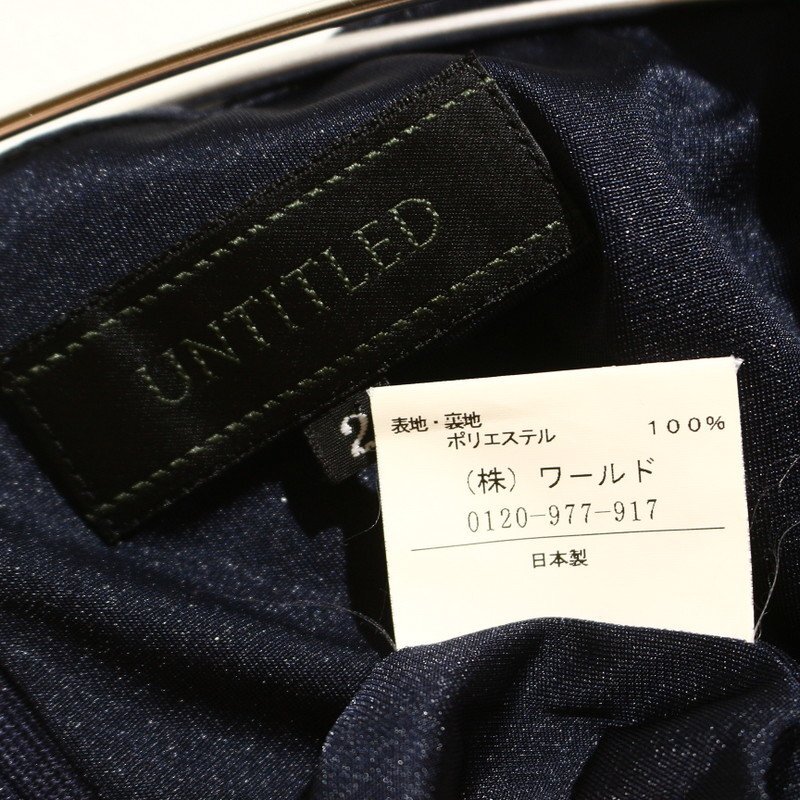 UNTITLED
2
表地・裏地
ポリエステル 100%
(株) ワールド
0120-977-917
日本製